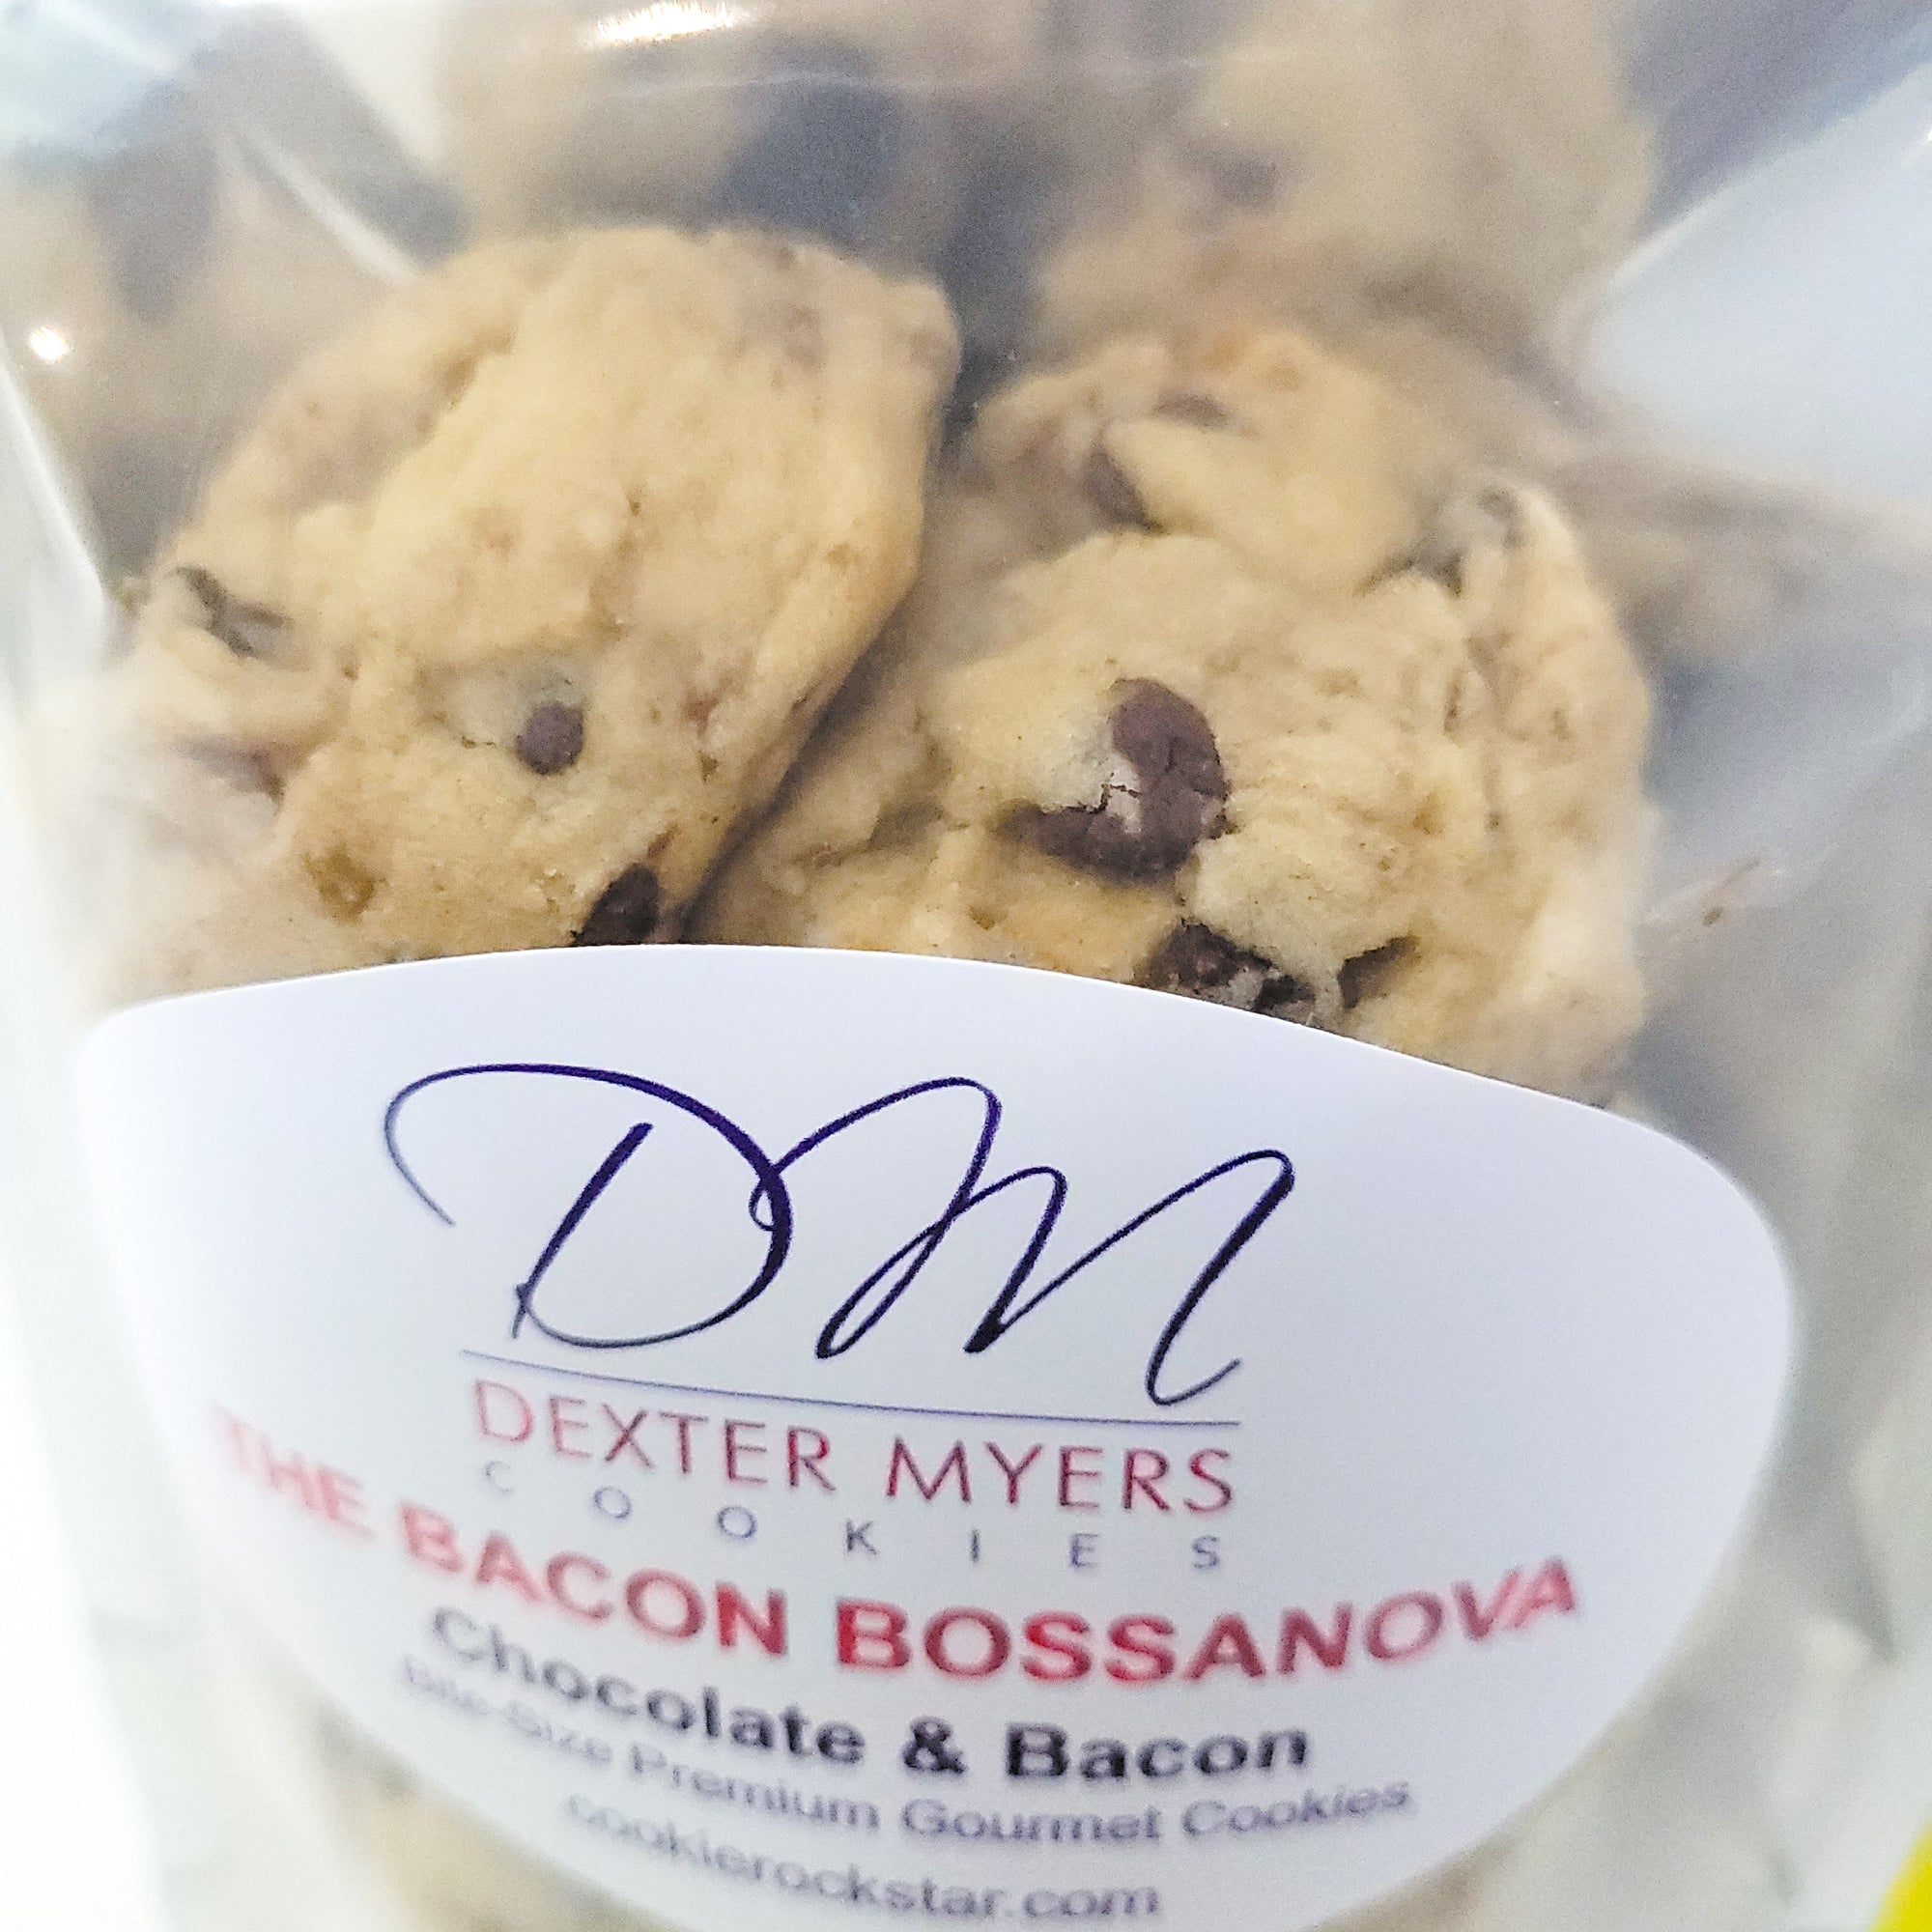 DM
DEXTER MYERS
COOKIES
THE BACON BOSSANOVA
Chocolate & Bacon
Bite-Size Premium Gourmet Cookies
cookierockstar.com